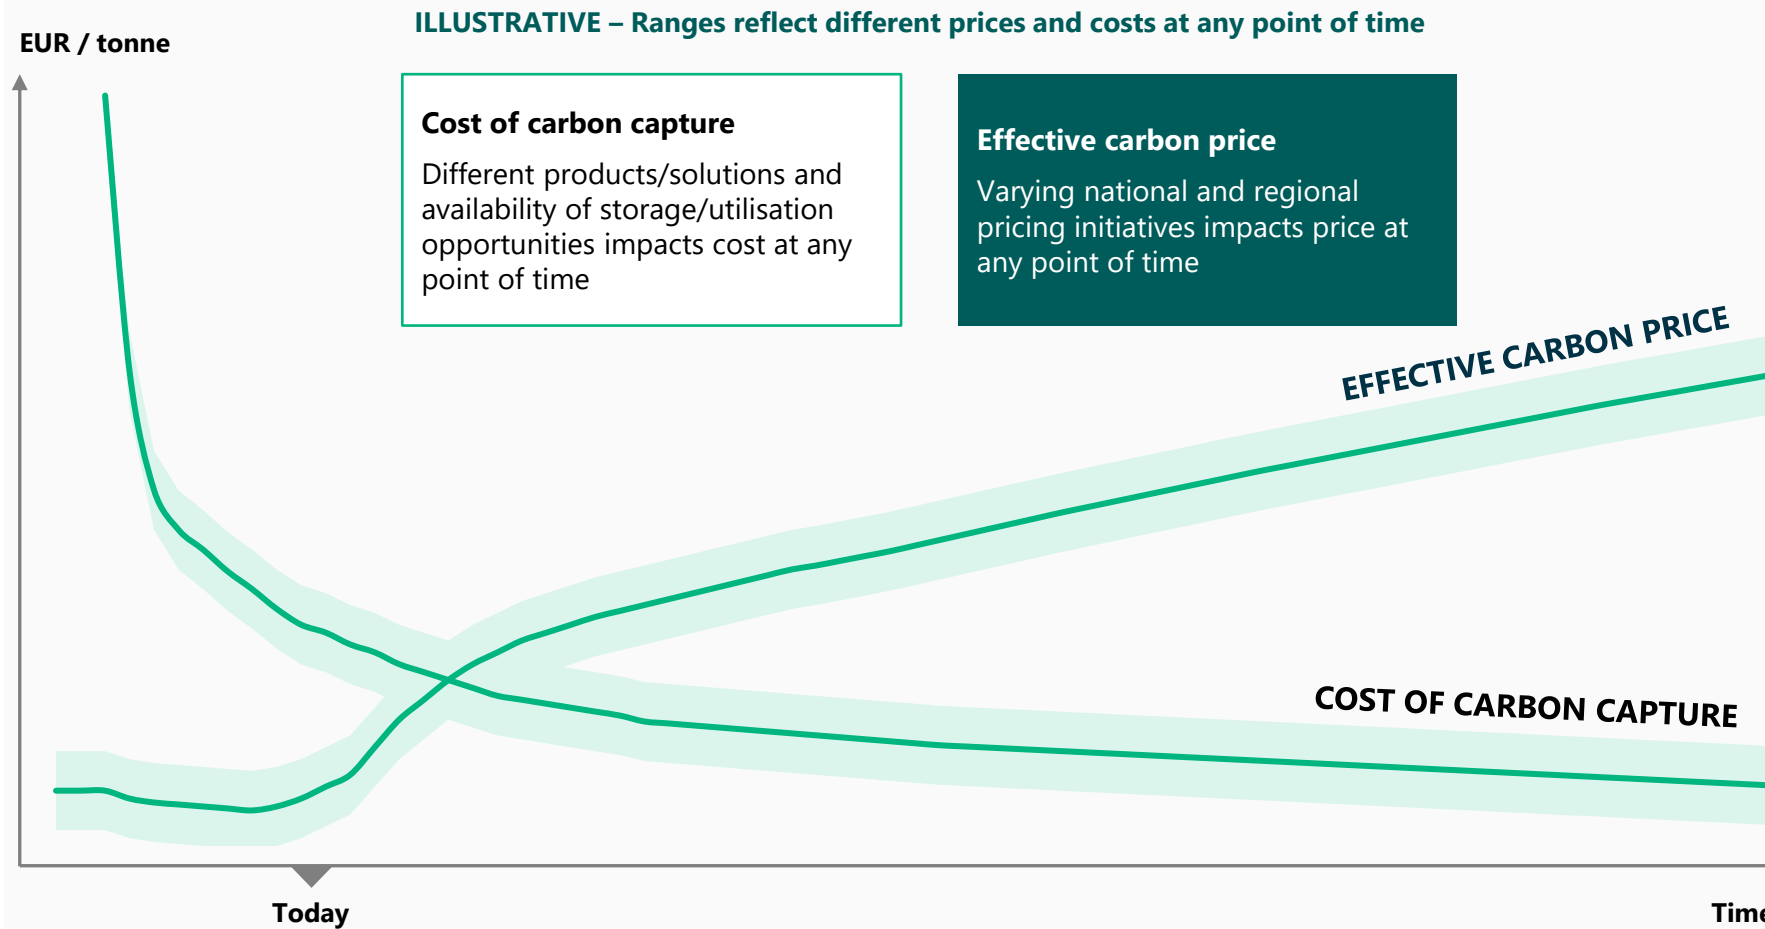 ILLUSTRATIVE – Ranges reflect different prices and costs at any point of time
EUR / tonne
Cost of carbon capture
Different products/solutions and
availability of storage/utilisation
opportunities impacts cost at any
point of time
Effective carbon price
Varying national and regional
pricing initiatives impacts price at
any point of time
EFFECTIVE CARBON PRICE
COST OF CARBON CAPTURE
Today
Time